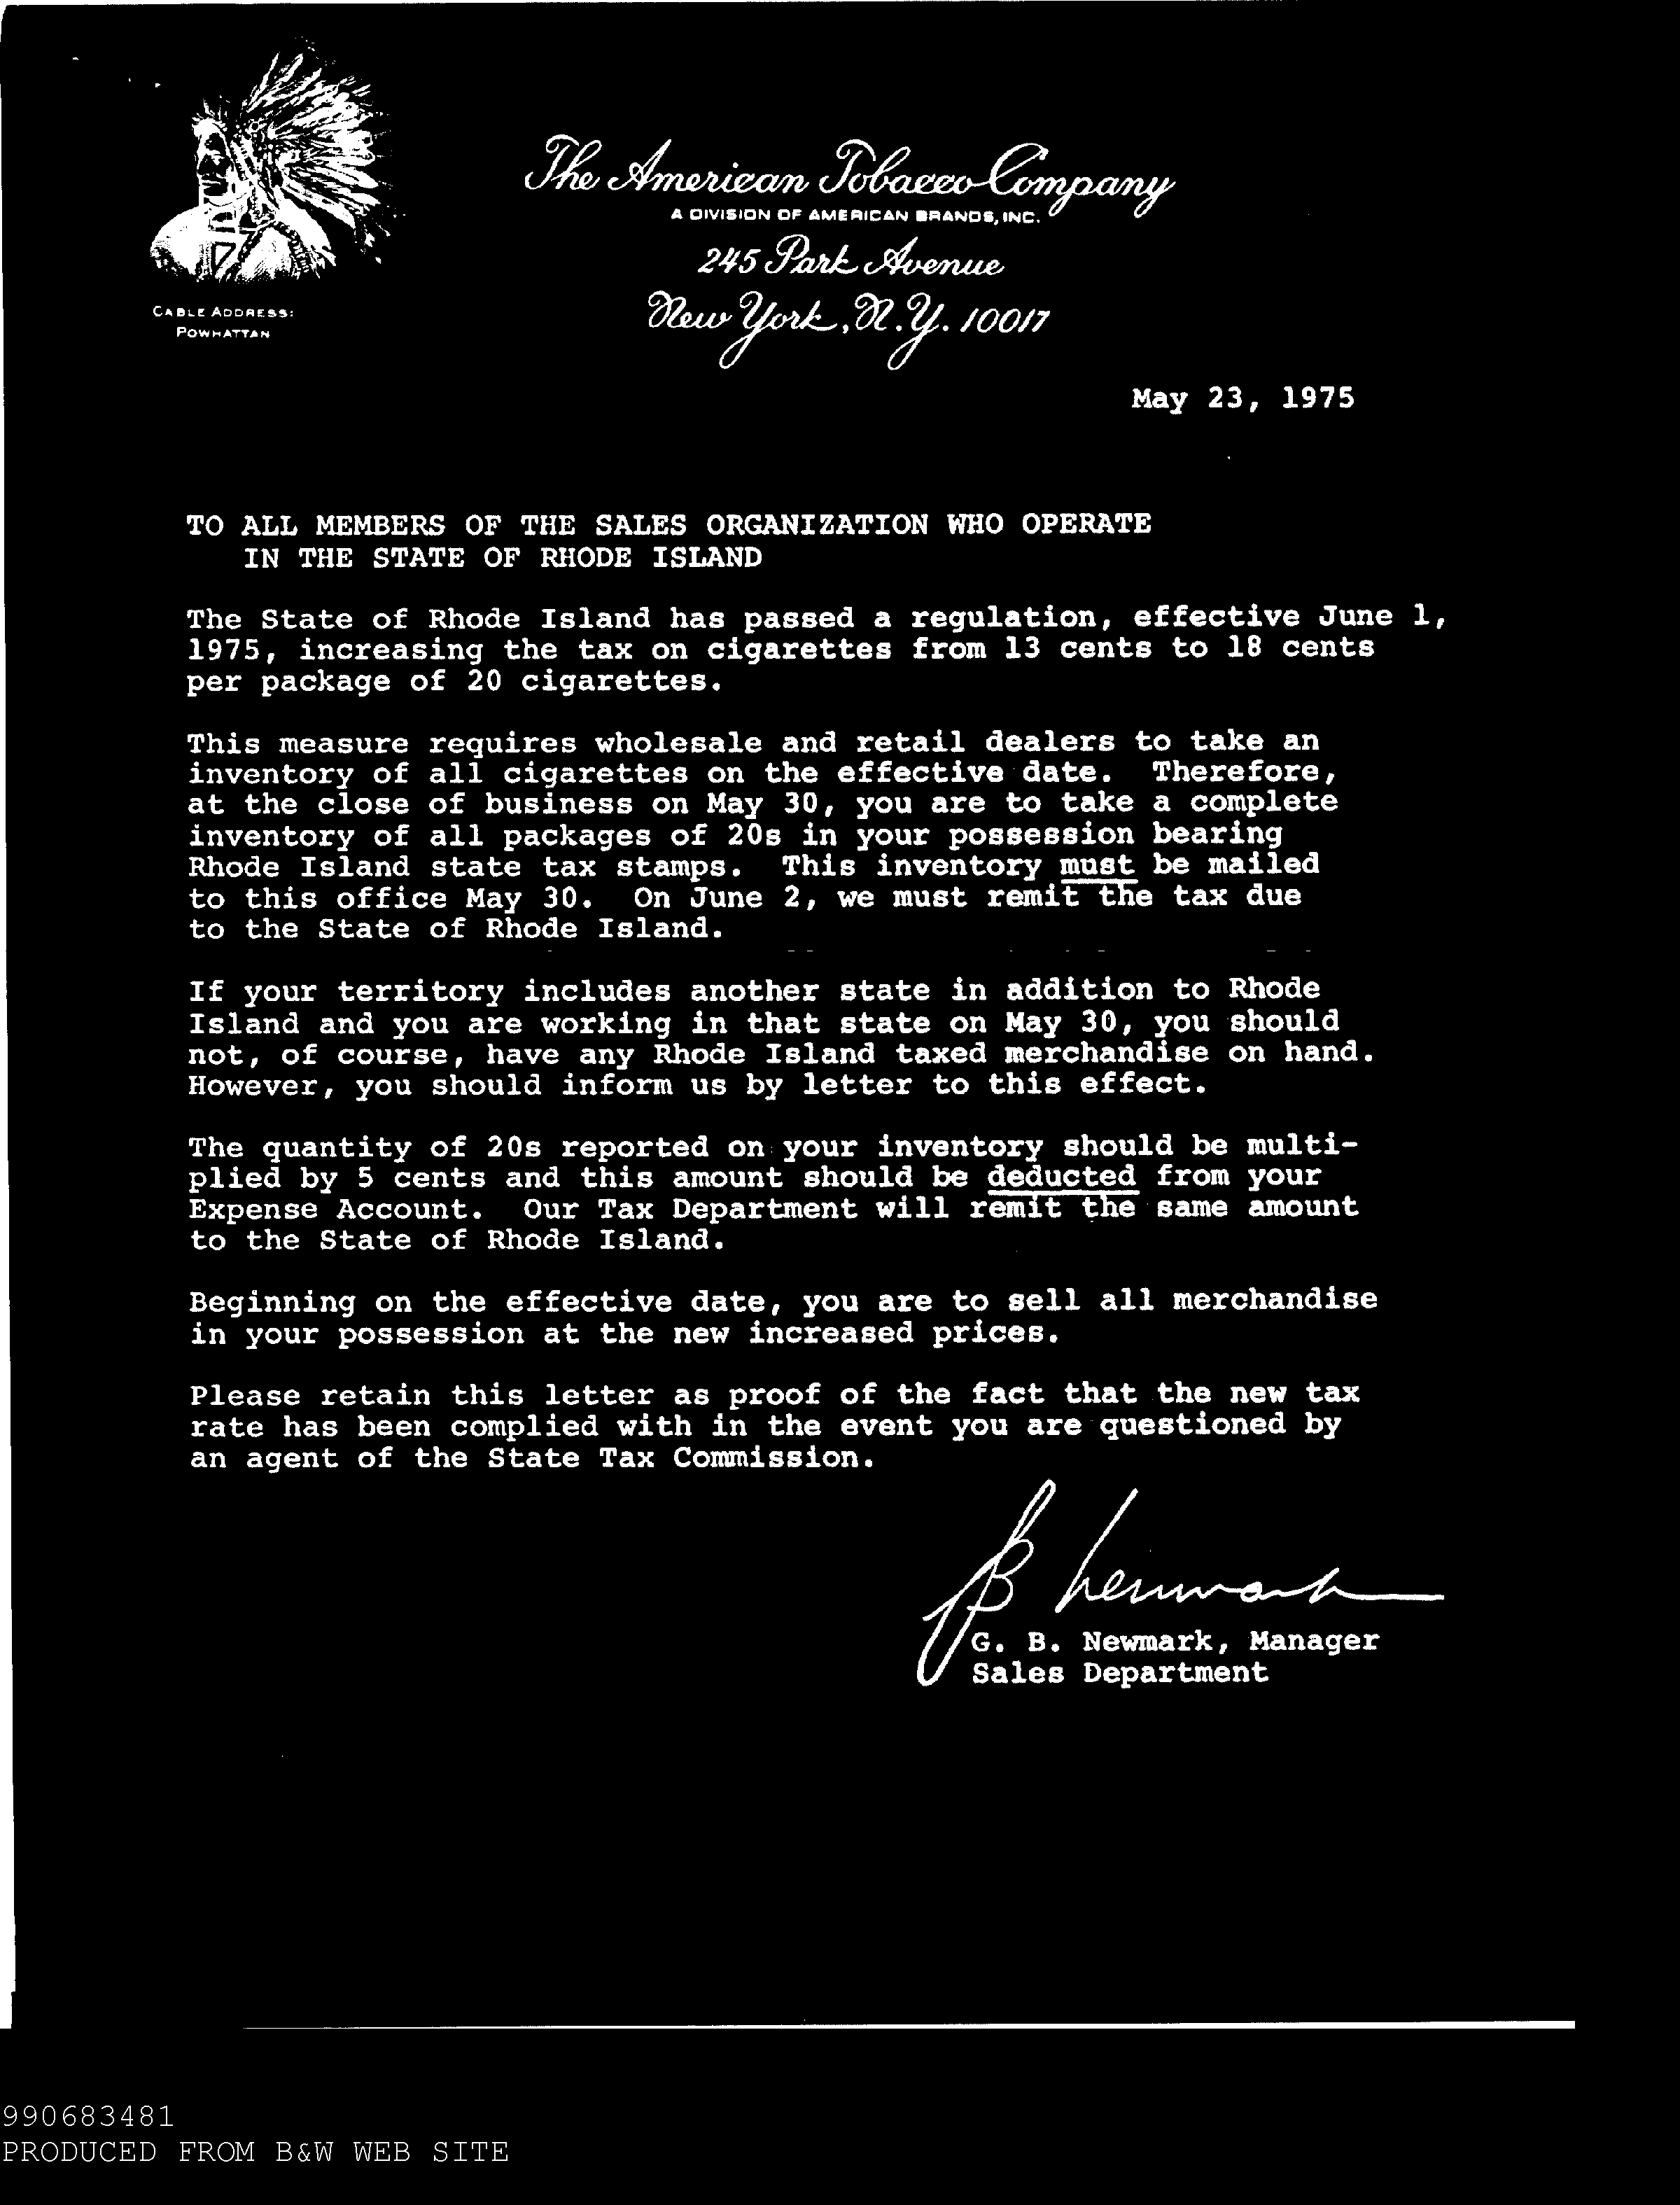 The American Tobacco Company
A DIVISION OF AMERICAN BRANDS, INC.
245 Park Avenue
New York, N.Y. 10017
CABLE ADDRESS:
POWHATTAN
May 23, 1975
TO ALL MEMBERS OF THE SALES ORGANIZATION WHO OPERATE
IN THE STATE OF RHODE ISLAND
The State of Rhode Island has passed a regulation, effective June 1,
1975, increasing the tax on cigarettes from 13 cents to 18 cents
per package of 20 cigarettes.
This measure requires wholesale and retail dealers to take an
inventory of all cigarettes on the effective date. Therefore,
at the close of business on May 30, you are to take a complete
inventory of all packages of 20s in your possession bearing
Rhode Island state tax stamps. This inventory must be mailed
to this office May 30. On June 2, we must remit the tax due
to the State of Rhode Island.
If your territory includes another state in addition to Rhode
Island and you are working in that state on May 30, you should
not, of course, have any Rhode Island taxed merchandise on hand.
However, you should inform us by letter to this effect.
The quantity of 20s reported on your inventory should be multi-
plied by 5 cents and this amount should be deducted from your
Expense Account. Our Tax Department will remit the same amount
to the State of Rhode Island.
Beginning on the effective date, you are to sell all merchandise
in your possession at the new increased prices.
Please retain this letter as proof of the fact that the new tax
rate has been complied with in the event you are questioned by
an agent of the State Tax Commission.
G. B. Newmark, Manager
Sales Department
990683481
PRODUCED FROM B&W WEB SITE